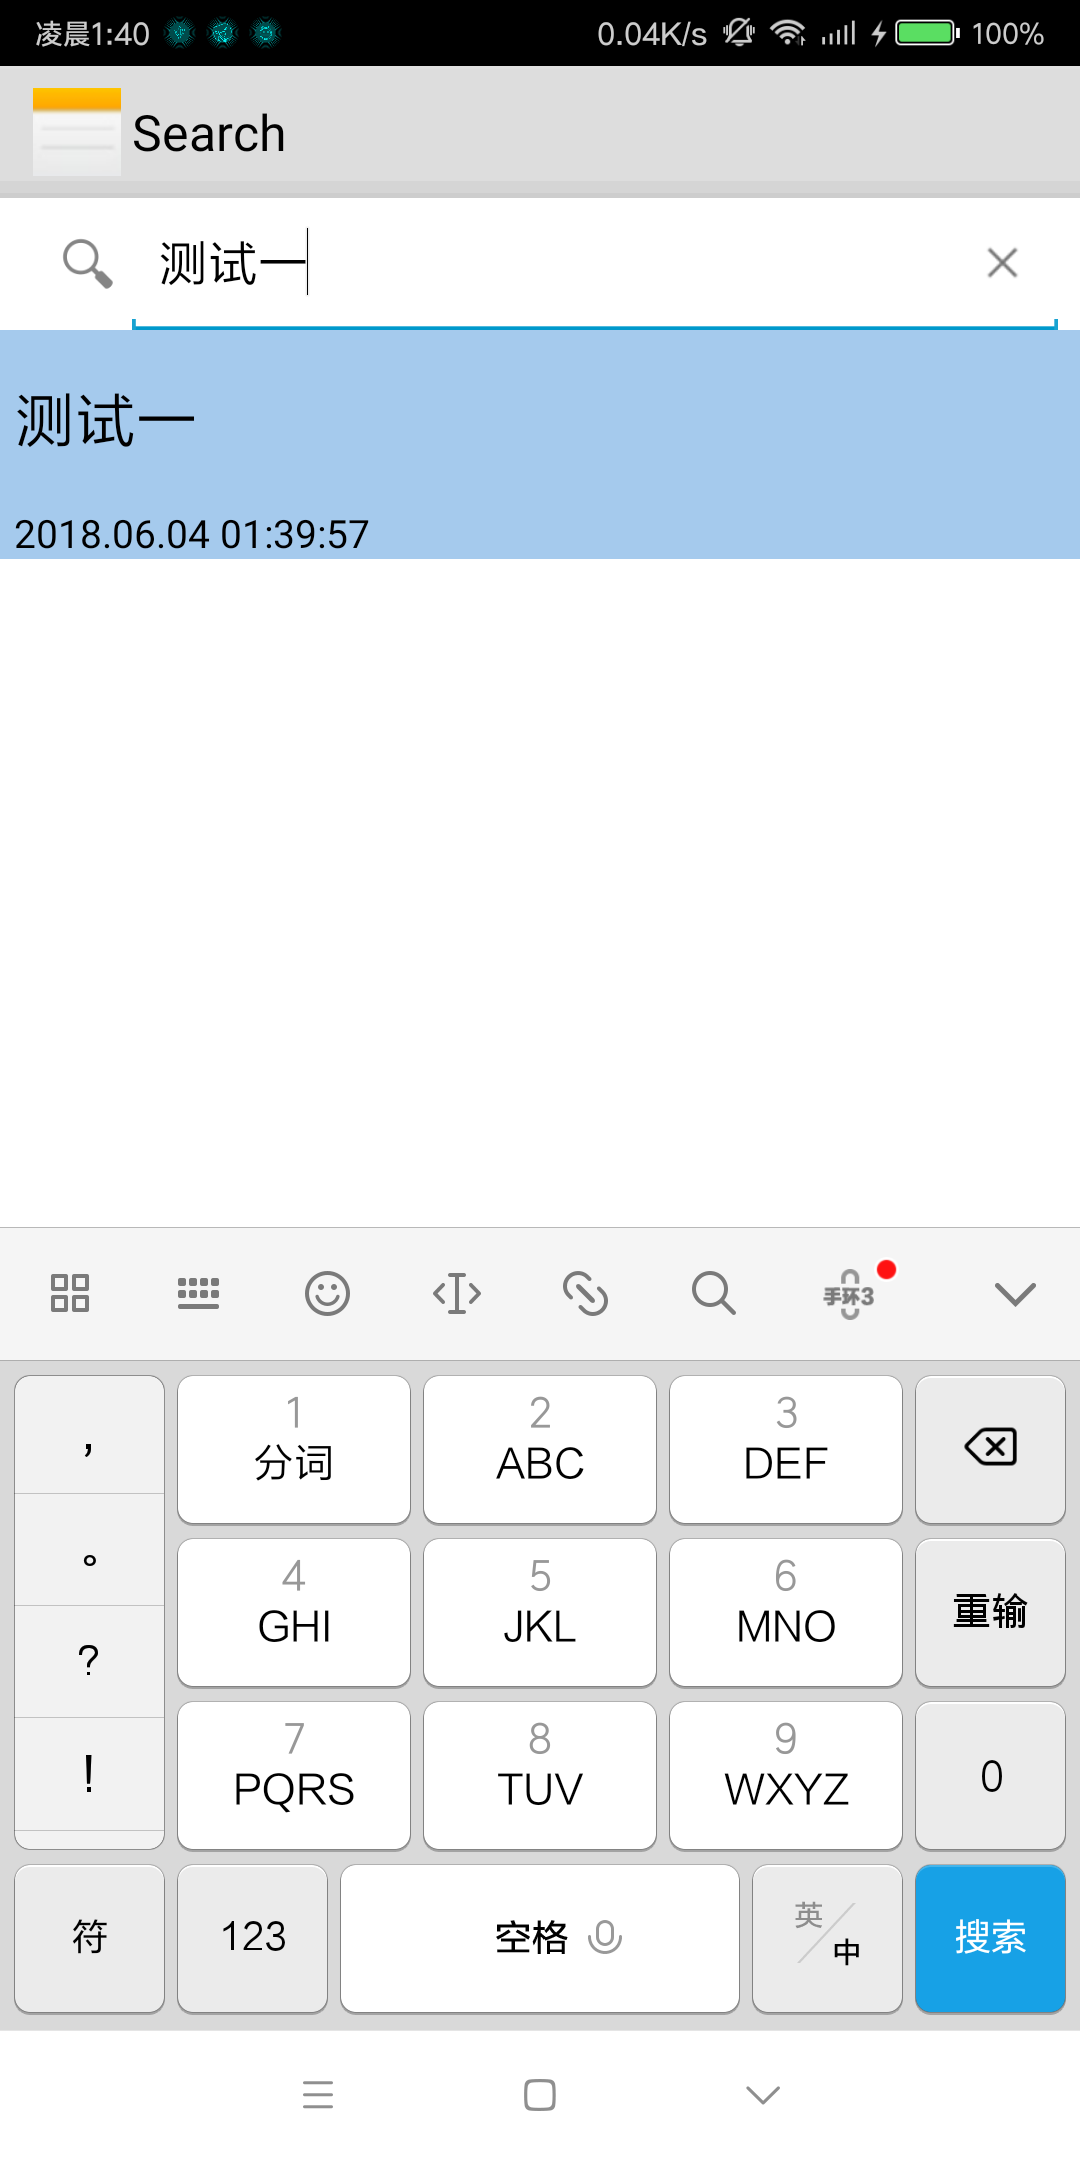 凌晨1:40 0.04K/s 100%
Search
测试一
测试一
2018.06.04 01:39:57
手环3
， 1 分词 2 ABC 3 DEF
。 4 GHI 5 JKL 6 MNO 重输
? 7 PQRS 8 TUV 9 WXYZ 0
!
符 123 空格 英/中 搜索